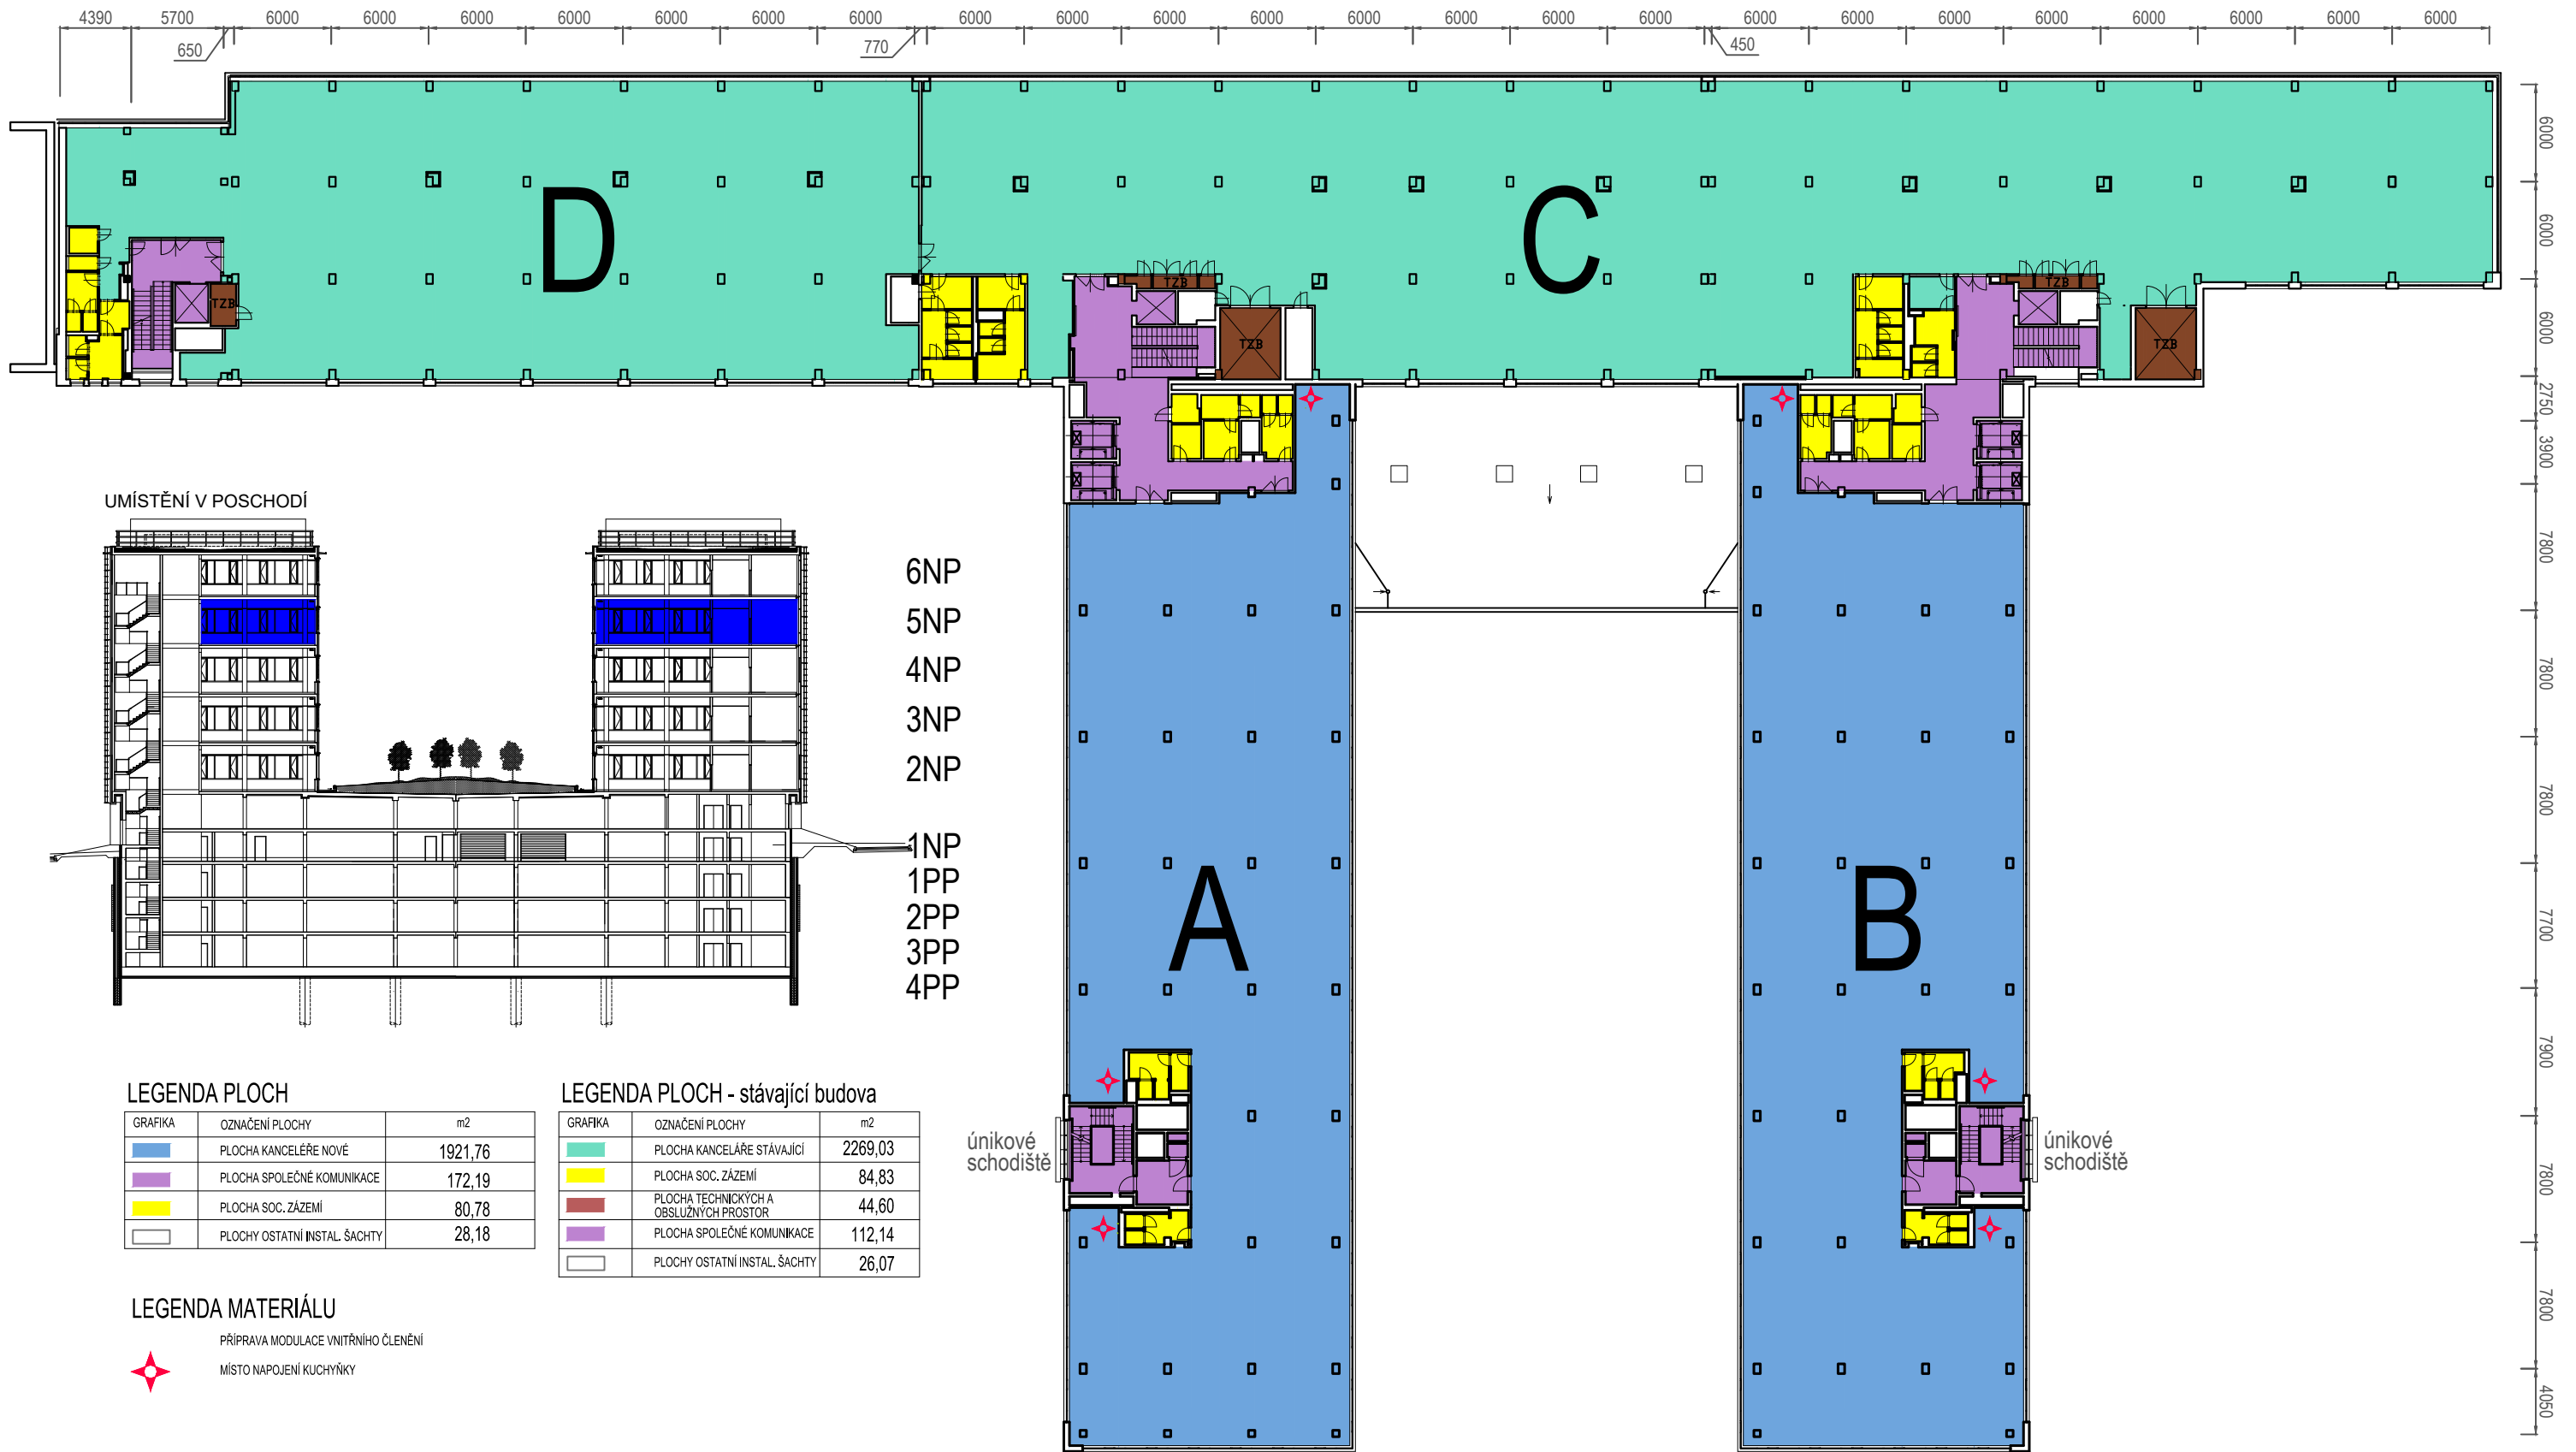 4390 5700 6000 6000 6000 6000 6000 6000 6000 6000 6000 6000 6000 6000 6000 6000 6000 6000 6000 6000 6000 6000 6000 6000 6000
650 770 450
6000
6000
6000
2750
3900
7800
7800
7800
7700
7900
7800
7800
4050
D
C
TZB
TZB
TZB
TZB
TZB
UMÍSTĚNÍ V POSCHODÍ
6NP
5NP
4NP
3NP
2NP
1NP
1PP
2PP
3PP
4PP
A
B
únikové
schodiště
únikové
schodiště
LEGENDA PLOCH
GRAFIKA OZNAČENÍ PLOCHY m2
PLOCHA KANCELÉŘE NOVÉ 1921,76
PLOCHA SPOLEČNÉ KOMUNIKACE 172,19
PLOCHA SOC. ZÁZEMÍ 80,78
PLOCHY OSTATNÍ INSTAL. ŠACHTY 28,18
LEGENDA PLOCH - stávající budova
GRAFIKA OZNAČENÍ PLOCHY m2
PLOCHA KANCELÁŘE STÁVAJÍCÍ 2269,03
PLOCHA SOC. ZÁZEMÍ 84,83
PLOCHA TECHNICKÝCH A
OBSLUŽNÝCH PROSTOR 44,60
PLOCHA SPOLEČNÉ KOMUNIKACE 112,14
PLOCHY OSTATNÍ INSTAL. ŠACHTY 26,07
LEGENDA MATERIÁLU
PŘÍPRAVA MODULACE VNITŘNÍHO ČLENĚNÍ
MÍSTO NAPOJENÍ KUCHYŇKY